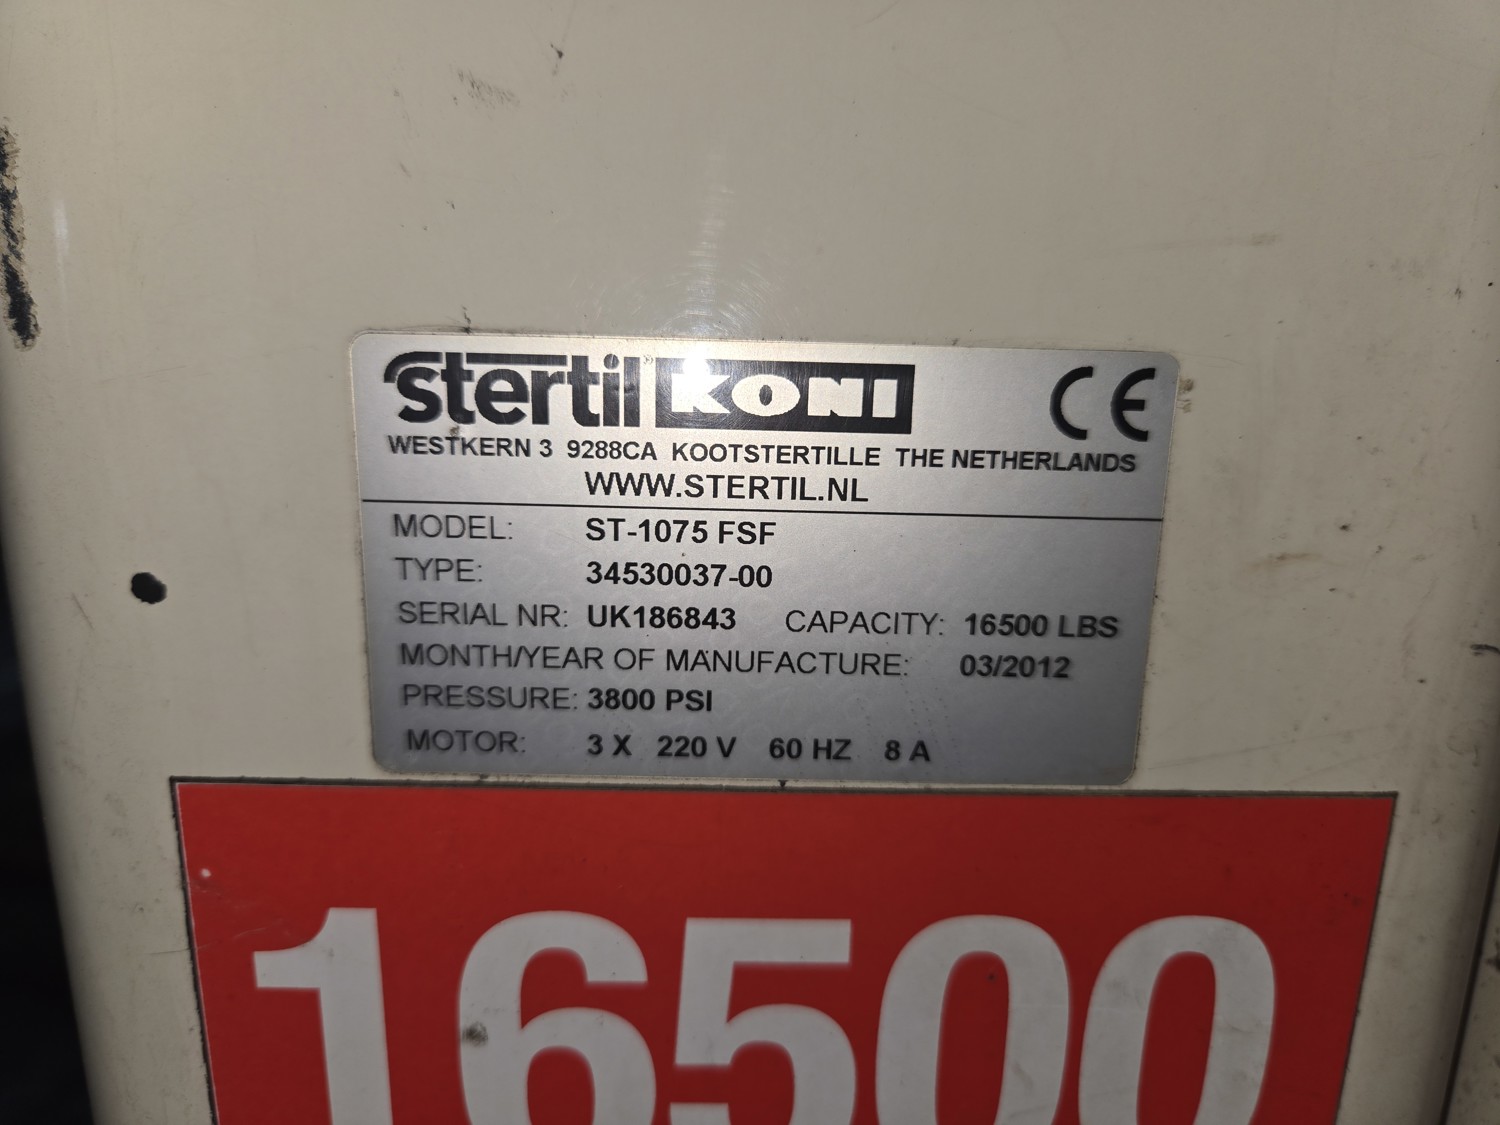 stertil KONI CE
WESTKERN 3 9288CA KOOTSTERTILLE THE NETHERLANDS
WWW.STERTIL.NL
MODEL: ST-1075 FSF
TYPE: 34530037-00
SERIAL NR: UK186843 CAPACITY: 16500 LBS
MONTH/YEAR OF MANUFACTURE: 03/2012
PRESSURE: 3800 PSI
MOTOR: 3 X 220 V 60 HZ 8 A
16500